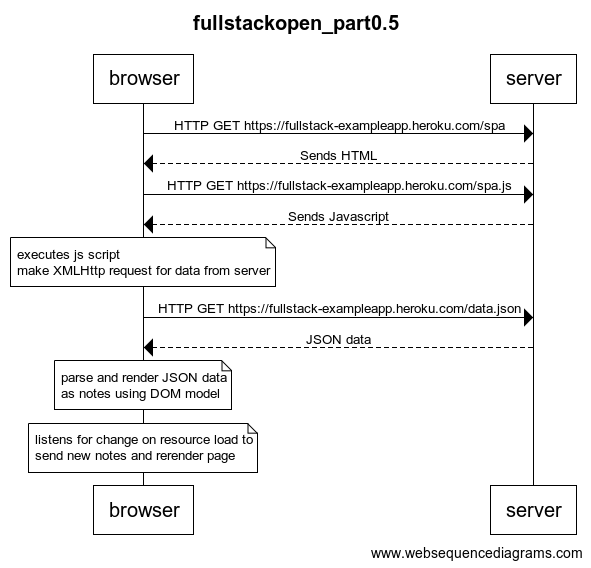 fullstackopen_part0.5
browser
server
HTTP GET https://fullstack-exampleapp.heroku.com/spa
Sends HTML
HTTP GET https://fullstack-exampleapp.heroku.com/spa.js
Sends Javascript
executes js script
make XMLHttp request for data from server
HTTP GET https://fullstack-exampleapp.heroku.com/data.json
JSON data
parse and render JSON data
as notes using DOM model
listens for change on resource load to
send new notes and rerender page
browser
server
www.websequencediagrams.com